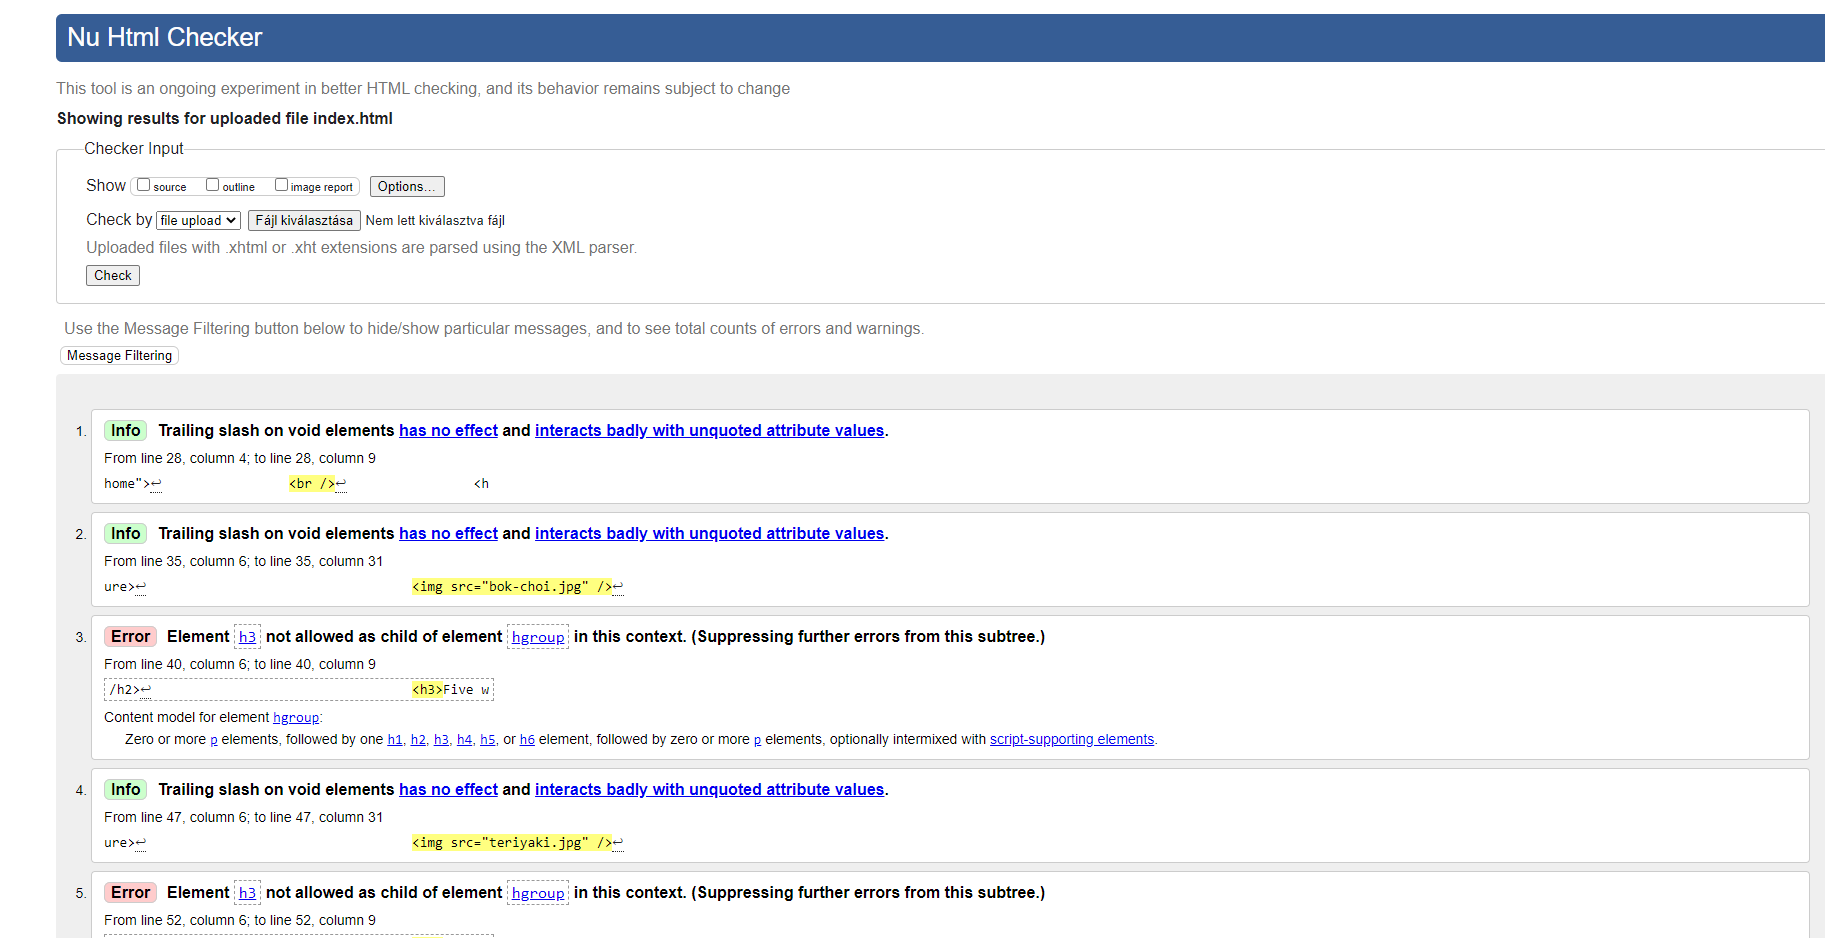 Nu Html Checker
This tool is an ongoing experiment in better HTML checking, and its behavior remains subject to change
Showing results for uploaded file index.html
Checker Input
Show source outline image report Options...
Check by file upload Fájl kiválasztása Nem lett kiválasztva fájl
Uploaded files with .xhtml or .xht extensions are parsed using the XML parser.
Check
Use the Message Filtering button below to hide/show particular messages, and to see total counts of errors and warnings.
Message Filtering
1. Info Trailing slash on void elements has no effect and interacts badly with unquoted attribute values.
From line 28, column 4; to line 28, column 9
home">↩ <br />↩ <h
2. Info Trailing slash on void elements has no effect and interacts badly with unquoted attribute values.
From line 35, column 6; to line 35, column 31
ure>↩ <img src="bok-choi.jpg" />↩
3. Error Element h3 not allowed as child of element hgroup in this context. (Suppressing further errors from this subtree.)
From line 40, column 6; to line 40, column 9
/h2>↩ <h3>Five w
Content model for element hgroup:
Zero or more p elements, followed by one h1, h2, h3, h4, h5, or h6 element, followed by zero or more p elements, optionally intermixed with script-supporting elements.
4. Info Trailing slash on void elements has no effect and interacts badly with unquoted attribute values.
From line 47, column 6; to line 47, column 31
ure>↩ <img src="teriyaki.jpg" />↩
5. Error Element h3 not allowed as child of element hgroup in this context. (Suppressing further errors from this subtree.)
From line 52, column 6; to line 52, column 9